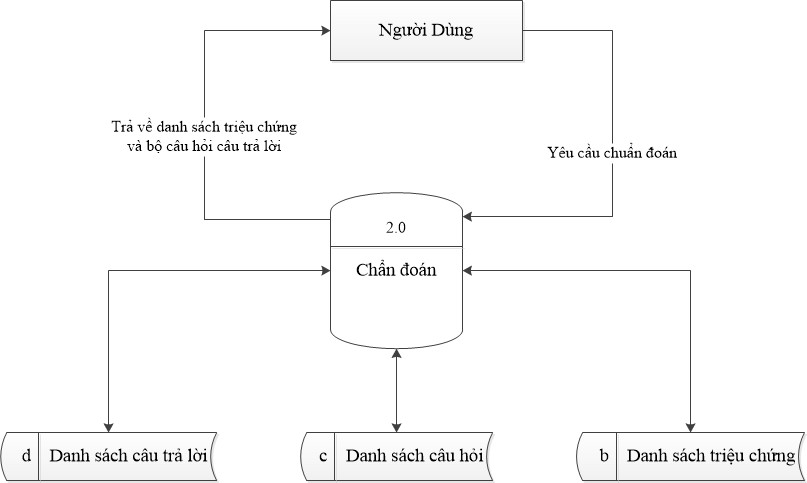 Người Dùng
Trả về danh sách triệu chứng
và bộ câu hỏi câu trả lời
Yêu cầu chuẩn đoán
2.0
Chẩn đoán
d Danh sách câu trả lời
c Danh sách câu hỏi
b Danh sách triệu chứng